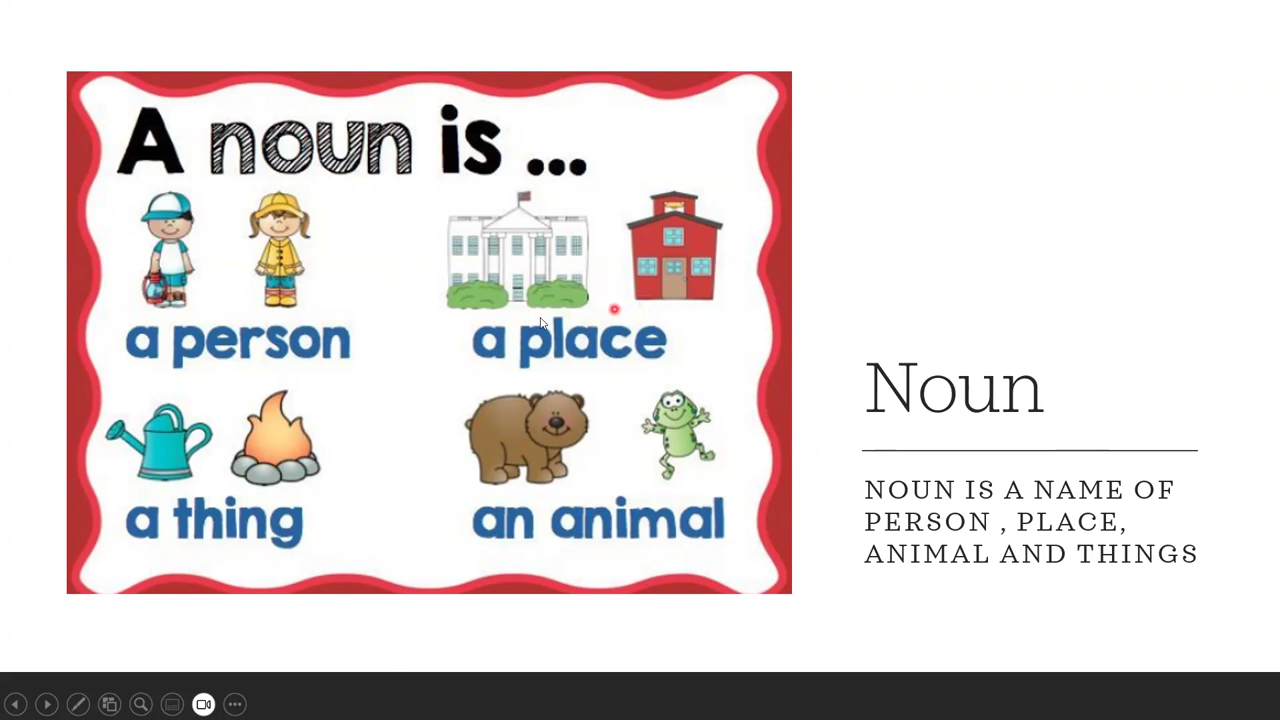 A noun is ...
a person
a place
a thing
an animal
Noun
NOUN IS A NAME OF
PERSON , PLACE,
ANIMAL AND THINGS